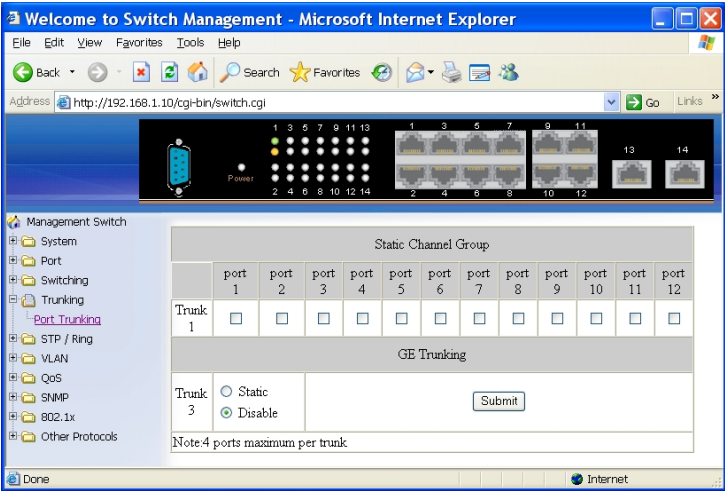 Welcome to Switch Management - Microsoft Internet Explorer
File Edit View Favorites Tools Help
Back Search Favorites
Address http://192.168.1.10/cgi-bin/switch.cgi Go Links »
1 3 5 7 9 11 13
Power
2 4 6 8 10 12 14
1 3 5 7 9 11
2 4 6 8 10 12
13 14
Management Switch
System
Port
Switching
Trunking
Port Trunking
STP / Ring
VLAN
QoS
SNMP
802.1x
Other Protocols
Static Channel Group
port 1 port 2 port 3 port 4 port 5 port 6 port 7 port 8 port 9 port 10 port 11 port 12
Trunk 1
GE Trunking
Trunk 3
Static
Disable
Submit
Note:4 ports maximum per trunk
Done Internet